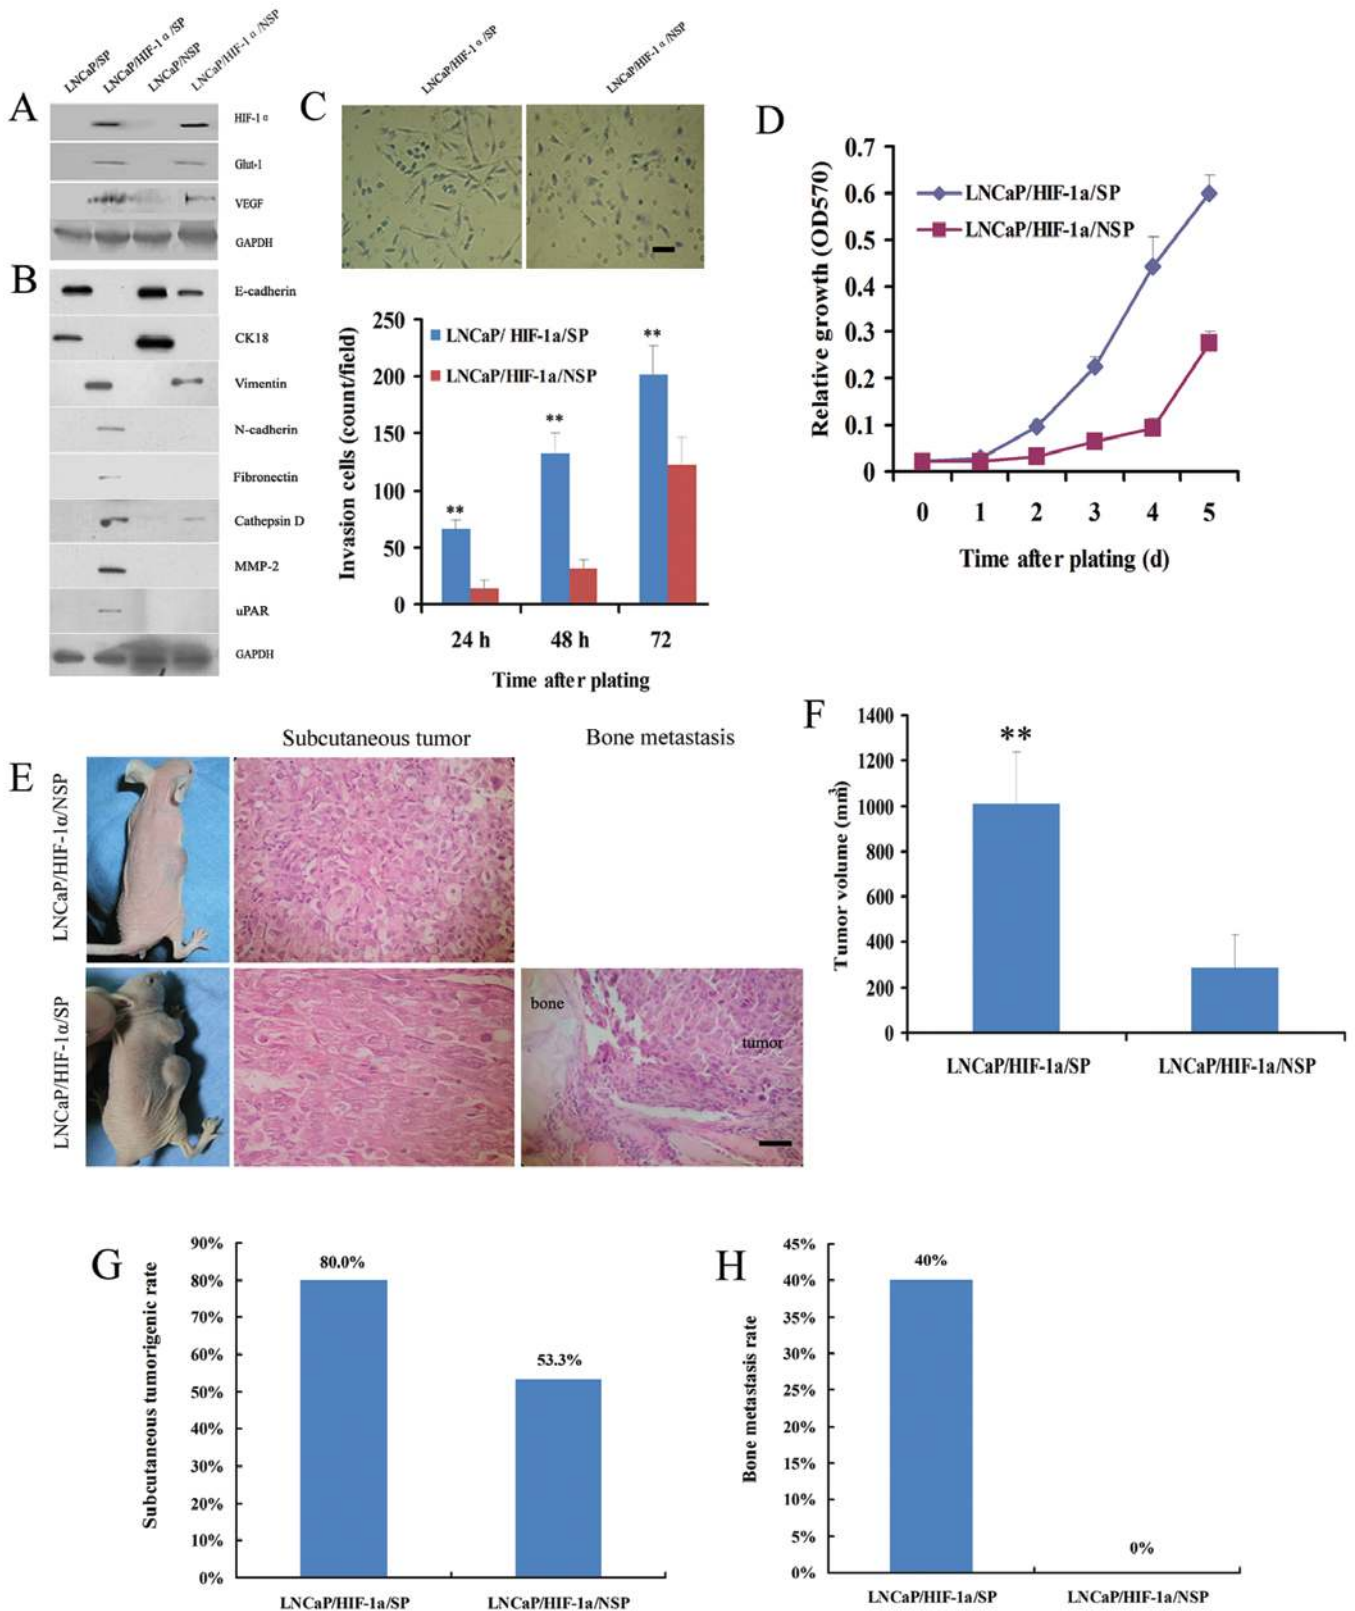 A
LNCaP/SP
LNCaP/HIF-1α/SP
LNCaP/NSP
LNCaP/HIF-1α/NSP
HIF-1α
Glut-1
VEGF
GAPDH
B
E-cadherin
CK18
Vimentin
N-cadherin
Fibronectin
Cathepsin D
MMP-2
uPAR
GAPDH
C
LNCaP/HIF-1α/SP
LNCaP/HIF-1α/NSP
Invasion cells (count/field)
250
200
150
100
50
0
LNCaP/ HIF-1a/SP
LNCaP/HIF-1a/NSP
**
**
**
24 h
48 h
72
Time after plating
D
Relative growth (OD570)
0.7
0.6
0.5
0.4
0.3
0.2
0.1
0
LNCaP/HIF-1a/SP
LNCaP/HIF-1a/NSP
0
1
2
3
4
5
Time after plating (d)
E
Subcutaneous tumor
Bone metastasis
LNCaP/HIF-1α/NSP
LNCaP/HIF-1α/SP
bone
tumor
F
Tumor volume (mm³)
1400
1200
1000
800
600
400
200
0
**
LNCaP/HIF-1a/SP
LNCaP/HIF-1a/NSP
G
Subcutaneous tumorigenic rate
90%
80%
70%
60%
50%
40%
30%
20%
10%
0%
80.0%
53.3%
LNCaP/HIF-1a/SP
LNCaP/HIF-1a/NSP
H
Bone metastasis rate
45%
40%
35%
30%
25%
20%
15%
10%
5%
0%
40%
0%
LNCaP/HIF-1a/SP
LNCaP/HIF-1a/NSP